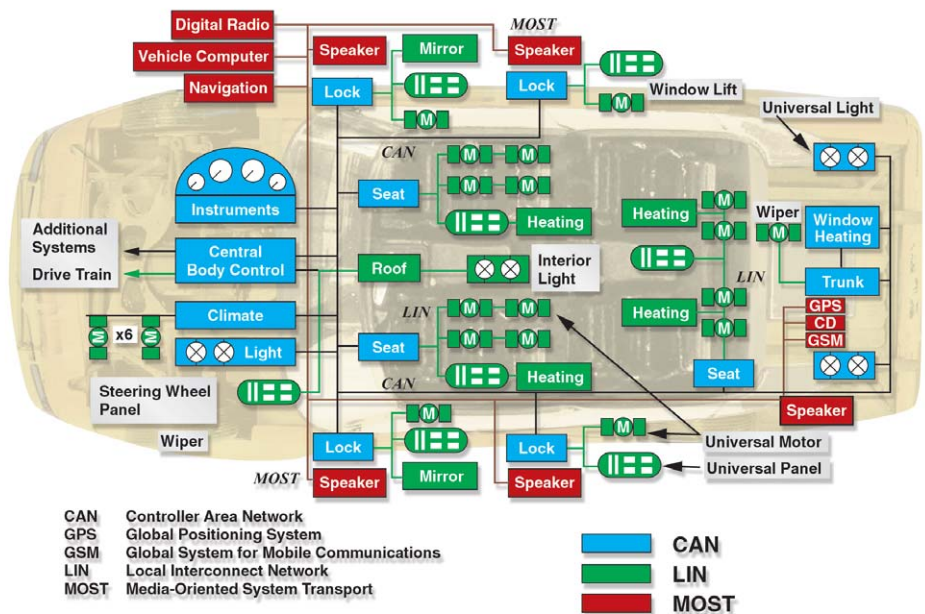 Digital Radio
MOST
Speaker
Mirror
Speaker
Vehicle Computer
Navigation
Lock
M
Lock
M
Window Lift
Universal Light
CAN
M
M
Seat
M
M
Heating
Instruments
Heating
M
M
Wiper
M
Window
Heating
Additional
Systems
Drive Train
Central
Body Control
Roof
Interior
Light
LIN
Trunk
Climate
LIN
M
M
Heating
M
M
GPS
CD
GSM
M
x6
M
Light
Seat
M
M
Heating
Seat
CAN
Steering Wheel
Panel
Speaker
Wiper
Lock
M
Lock
M
Universal Motor
MOST
Speaker
Mirror
Speaker
Universal Panel
CAN Controller Area Network
GPS Global Positioning System
GSM Global System for Mobile Communications
LIN Local Interconnect Network
MOST Media-Oriented System Transport
CAN
LIN
MOST